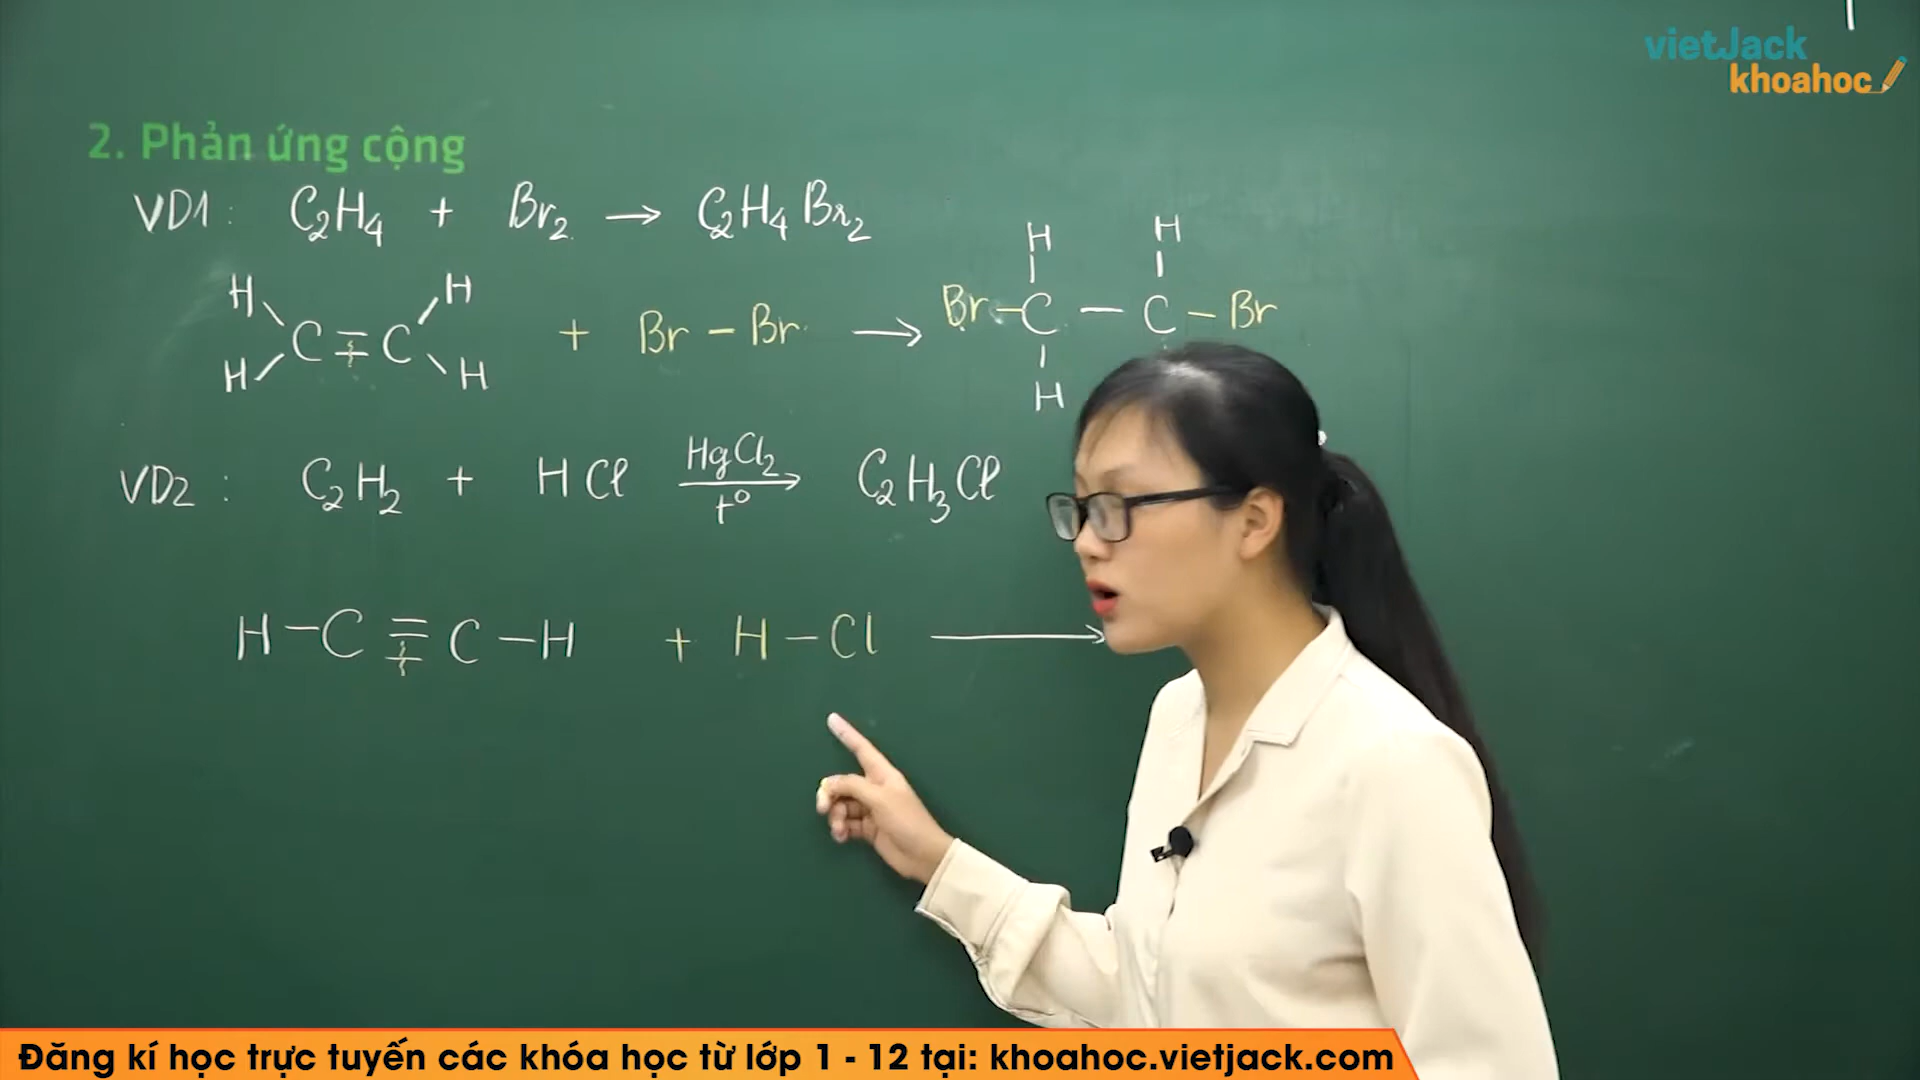 vietJack
khoahoc
2. Phản ứng cộng
VD1: C₂H₄ + Br₂ → C₂H₄Br₂
H H H H
C = C + Br – Br → Br – C – C – Br
H H H
VD2: C₂H₂ + HCl HgCl₂ t° → C₂H₃Cl
H – C ≡ C – H + H – Cl →
Đăng kí học trực tuyến các khóa học từ lớp 1 - 12 tại: khoahoc.vietjack.com